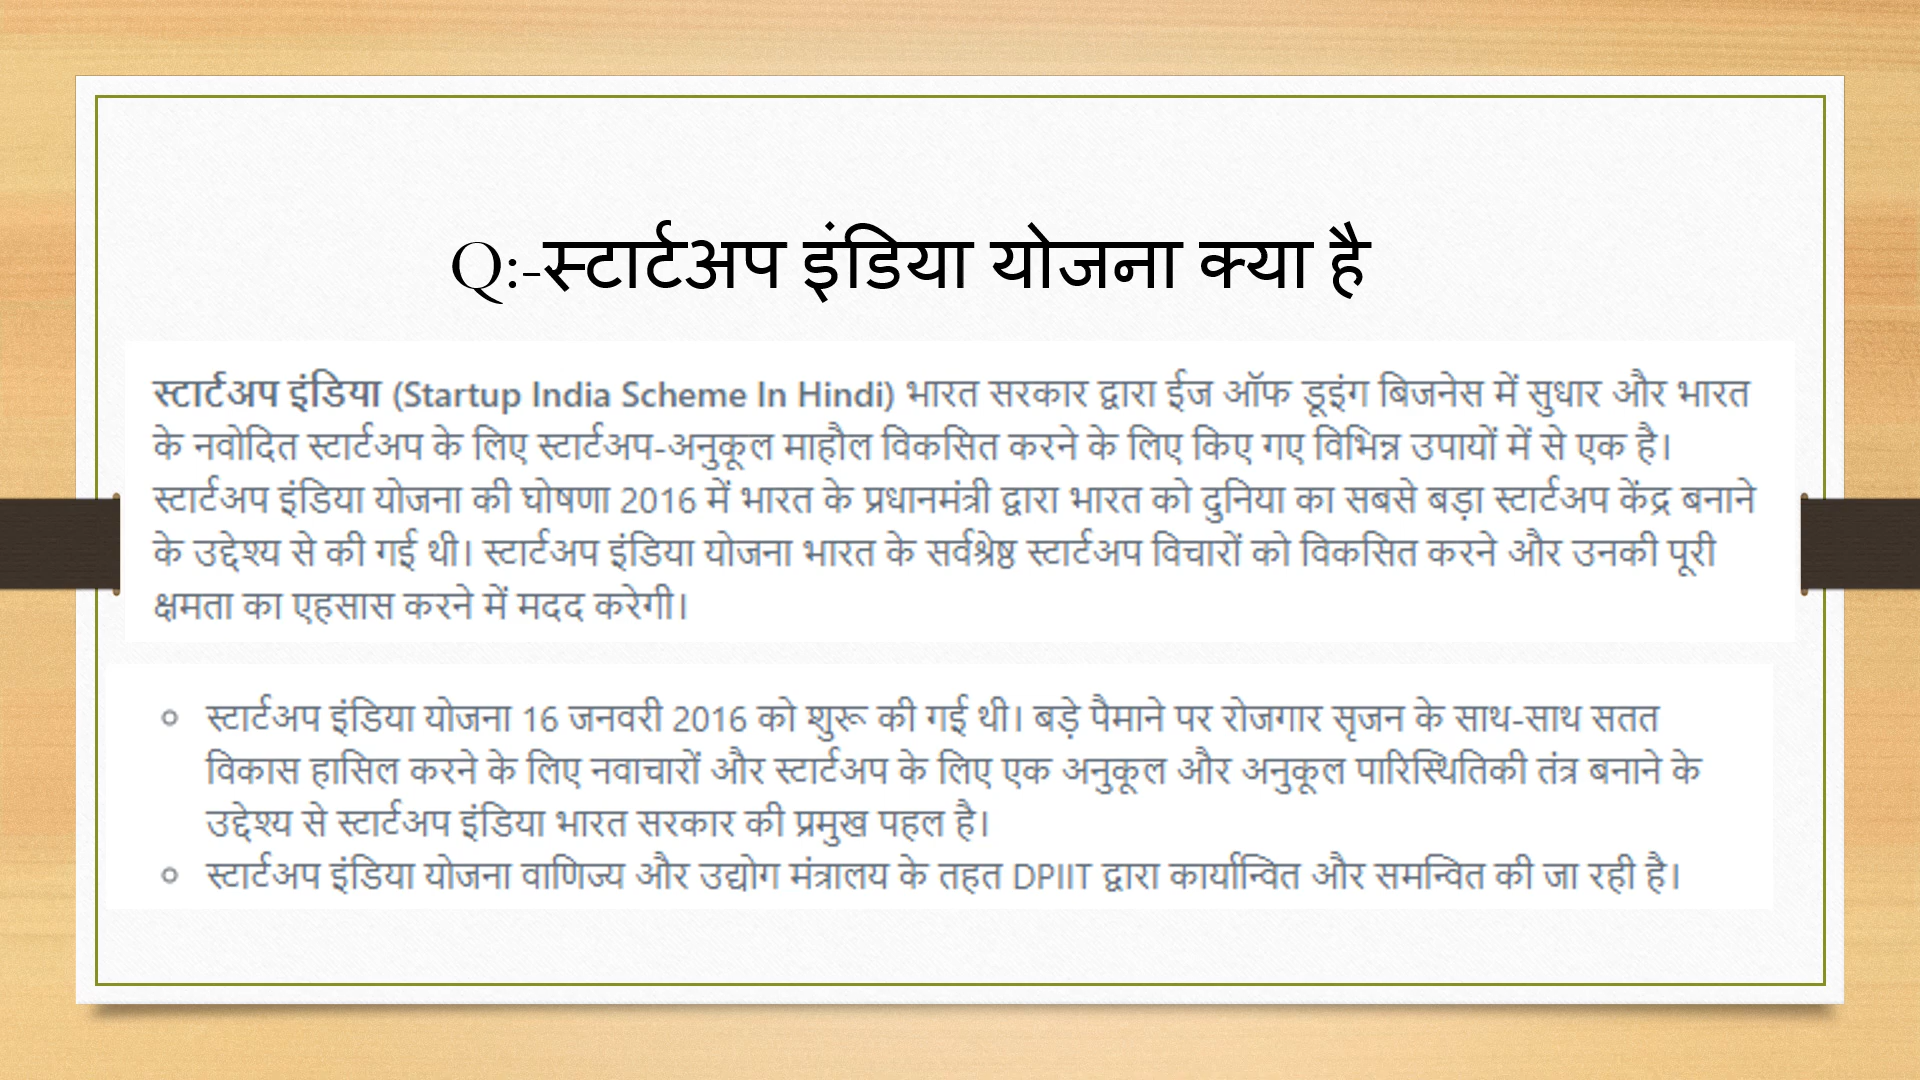 Q:-स्टार्टअप इंडिया योजना क्या है
स्टार्टअप इंडिया (Startup India Scheme In Hindi) भारत सरकार द्वारा ईज ऑफ डूइंग बिजनेस में सुधार और भारत
के नवोदित स्टार्टअप के लिए स्टार्टअप-अनुकूल माहौल विकसित करने के लिए किए गए विभिन्न उपायों में से एक है।
स्टार्टअप इंडिया योजना की घोषणा 2016 में भारत के प्रधानमंत्री द्वारा भारत को दुनिया का सबसे बड़ा स्टार्टअप केंद्र बनाने
के उद्देश्य से की गई थी। स्टार्टअप इंडिया योजना भारत के सर्वश्रेष्ठ स्टार्टअप विचारों को विकसित करने और उनकी पूरी
क्षमता का एहसास करने में मदद करेगी।
स्टार्टअप इंडिया योजना 16 जनवरी 2016 को शुरू की गई थी। बड़े पैमाने पर रोजगार सृजन के साथ-साथ सतत
विकास हासिल करने के लिए नवाचारों और स्टार्टअप के लिए एक अनुकूल और अनुकूल पारिस्थितिकी तंत्र बनाने के
उद्देश्य से स्टार्टअप इंडिया भारत सरकार की प्रमुख पहल है।
स्टार्टअप इंडिया योजना वाणिज्य और उद्योग मंत्रालय के तहत DPIIT द्वारा कार्यान्वित और समन्वित की जा रही है।